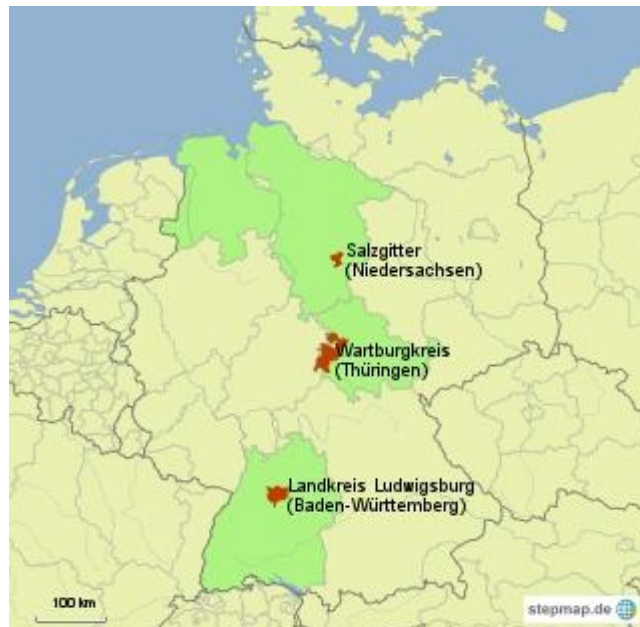 Salzgitter
(Niedersachsen)
Wartburgkreis
(Thüringen)
Landkreis Ludwigsburg
(Baden-Württemberg)
100 km
stepmap.de